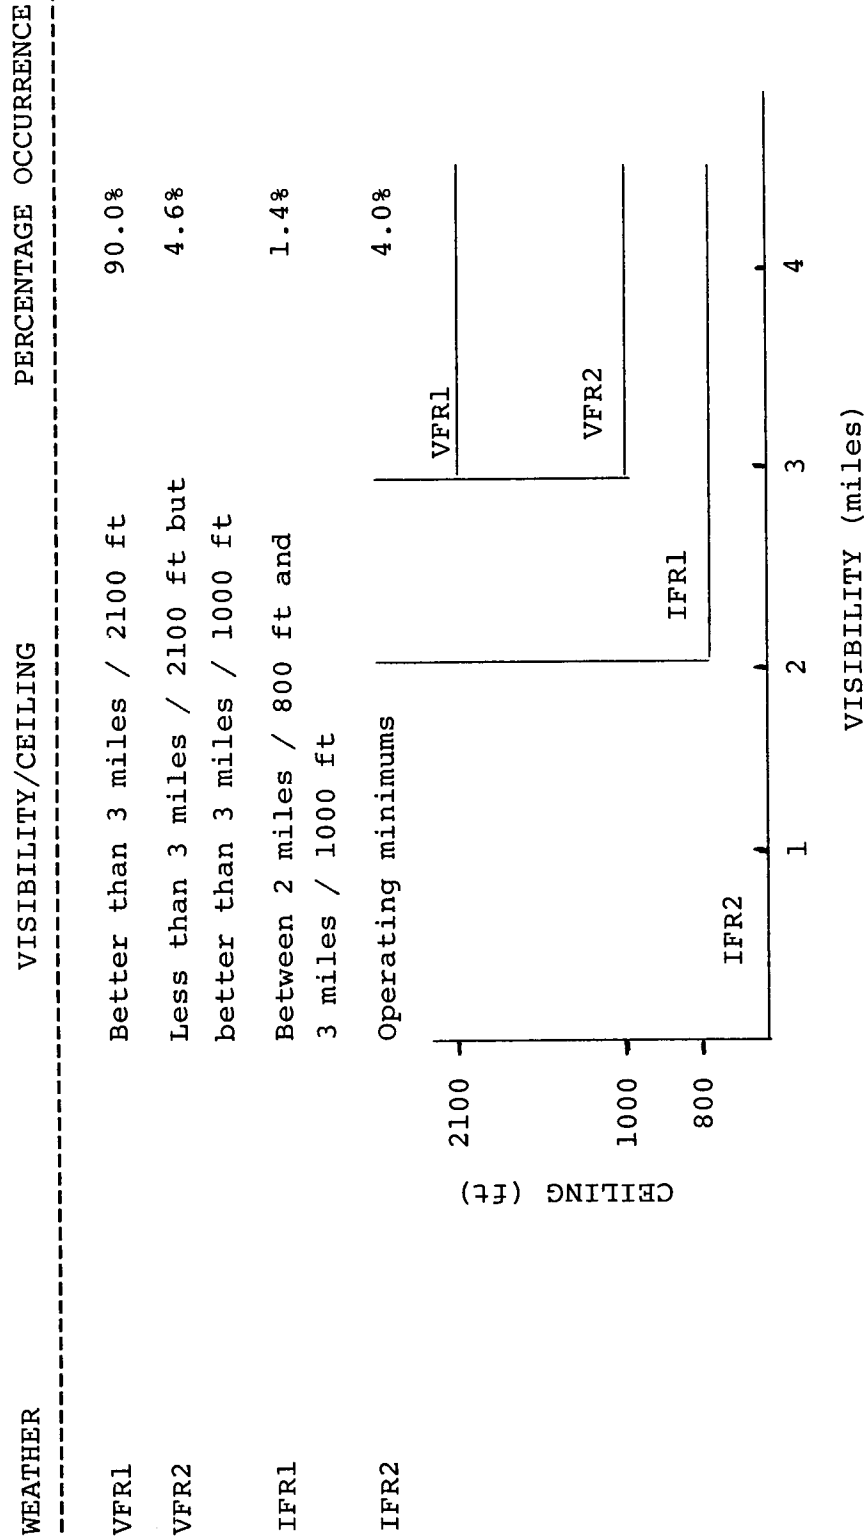 WEATHER VISIBILITY/CEILING PERCENTAGE OCCURRENCE
VFR1 Better than 3 miles / 2100 ft 90.0%
VFR2 Less than 3 miles / 2100 ft but 4.6%
better than 3 miles / 1000 ft
IFR1 Between 2 miles / 800 ft and 1.4%
3 miles / 1000 ft
IFR2 Operating minimums 4.0%
CEILING (ft)
2100
1000
800
VFR1
VFR2
IFR1
IFR2
1 2 3 4
VISIBILITY (miles)